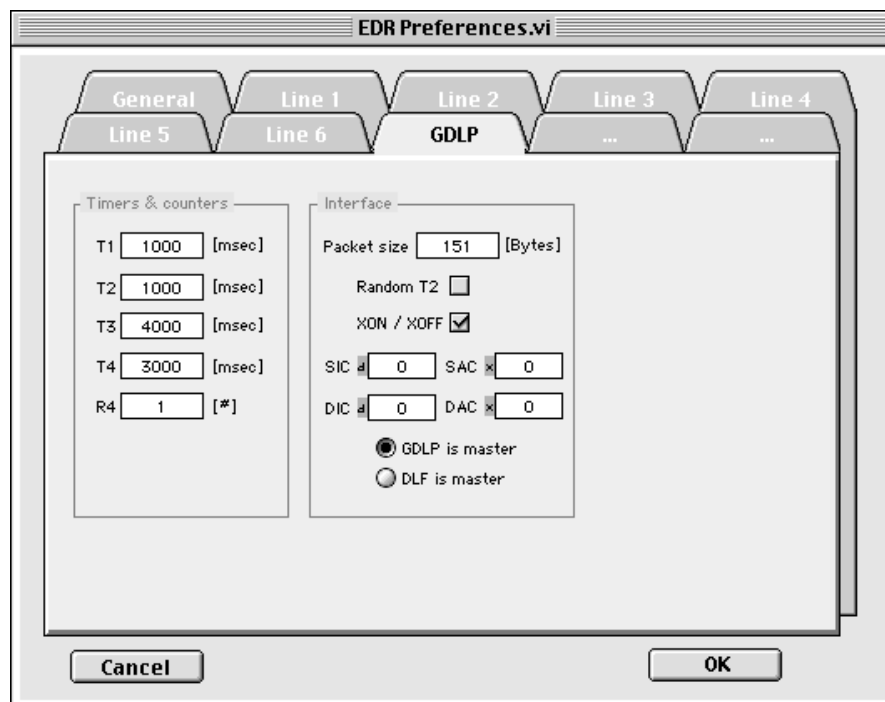 EDR Preferences.vi
General Line 1 Line 2 Line 3 Line 4
Line 5 Line 6 GDLP ... ...
Timers & counters
T1 1000 [msec]
T2 1000 [msec]
T3 4000 [msec]
T4 3000 [msec]
R4 1 [#]
Interface
Packet size 151 [Bytes]
Random T2
XON / XOFF
SIC d 0 SAC x 0
DIC d 0 DAC x 0
GDLP is master
DLF is master
Cancel OK